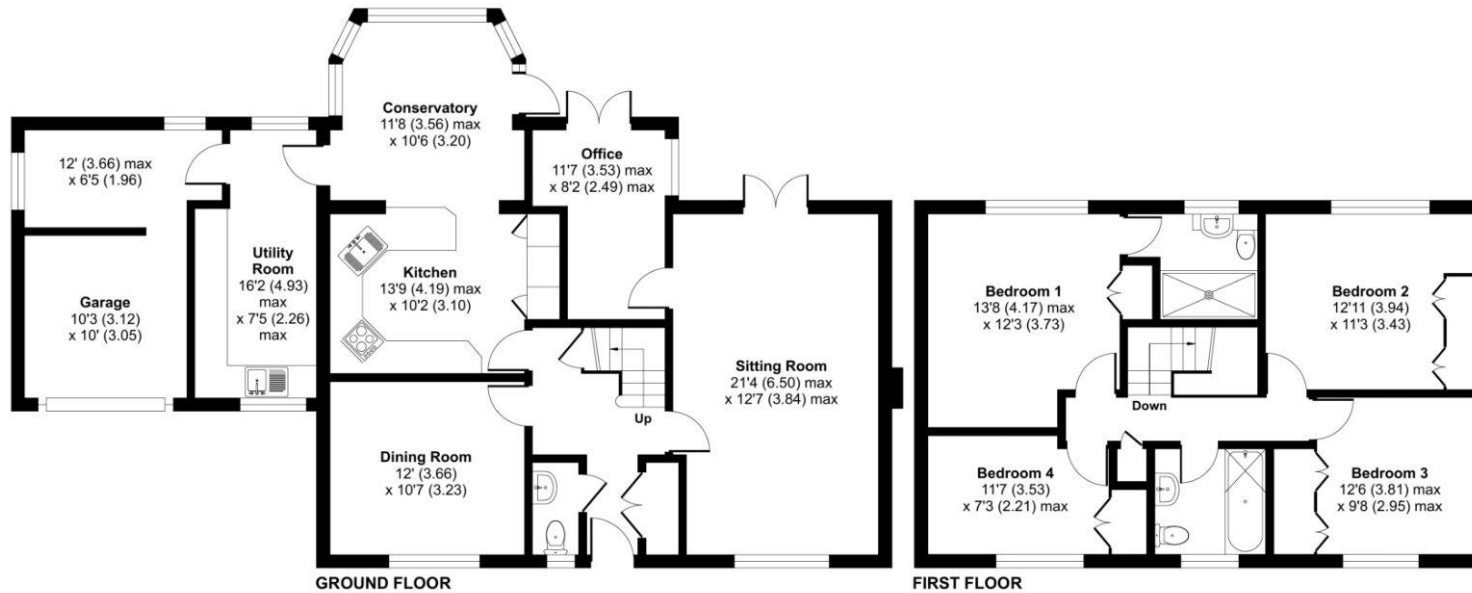 Conservatory
11'8 (3.56) max
x 10'6 (3.20)
12' (3.66) max
x 6'5 (1.96)
Office
11'7 (3.53) max
x 8'2 (2.49) max
Utility
Room
16'2 (4.93)
max
x 7'5 (2.26)
max
Kitchen
13'9 (4.19) max
x 10'2 (3.10)
Garage
10'3 (3.12)
x 10' (3.05)
Sitting Room
21'4 (6.50) max
x 12'7 (3.84) max
Up
Dining Room
12' (3.66)
x 10'7 (3.23)
GROUND FLOOR
Bedroom 1
13'8 (4.17) max
x 12'3 (3.73)
Bedroom 2
12'11 (3.94)
x 11'3 (3.43)
Down
Bedroom 4
11'7 (3.53)
x 7'3 (2.21) max
Bedroom 3
12'6 (3.81) max
x 9'8 (2.95) max
FIRST FLOOR